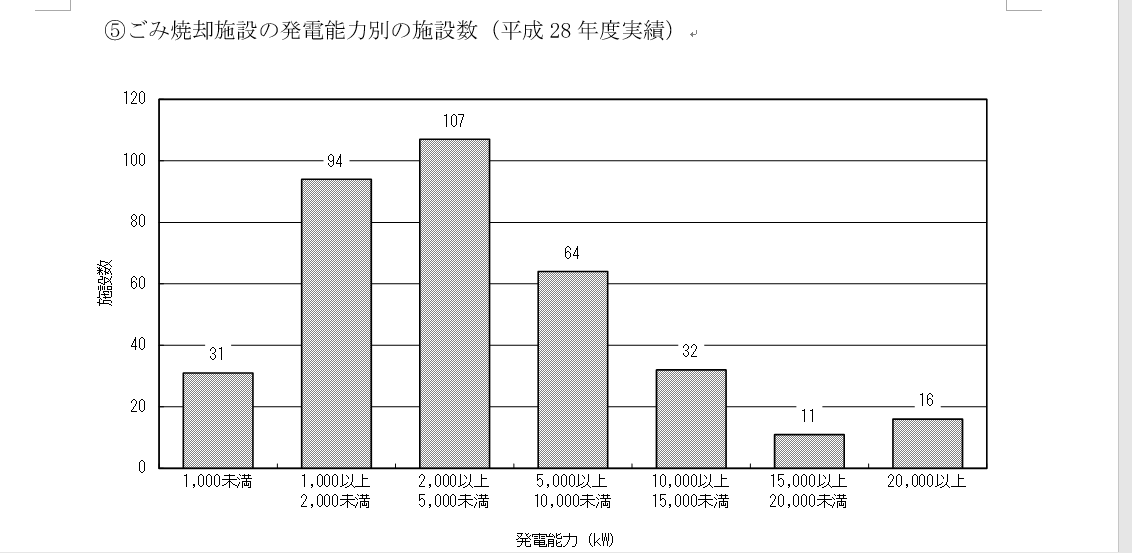 ⑤ごみ焼却施設の発電能力別の施設数（平成 28 年度実績）
120
100
80
60
40
20
0
施設数
31
94
107
64
32
11
16
1,000未満
1,000以上
2,000未満
2,000以上
5,000未満
5,000以上
10,000未満
10,000以上
15,000未満
15,000以上
20,000未満
20,000以上
発電能力（kW）